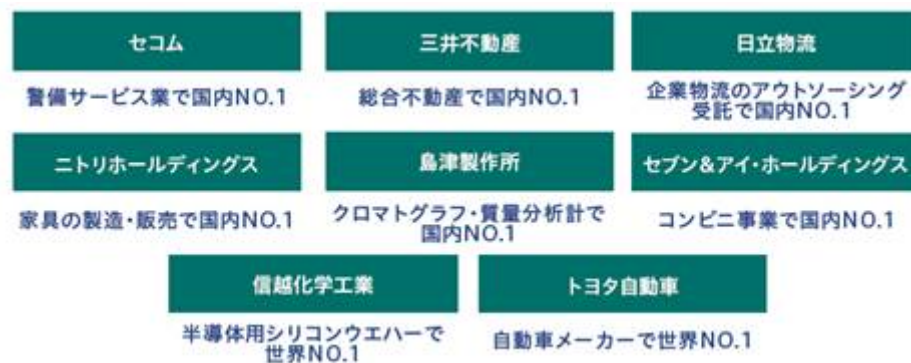 セコム
警備サービス業で国内NO.1
三井不動産
総合不動産で国内NO.1
日立物流
企業物流のアウトソーシング
受託で国内NO.1
ニトリホールディングス
家具の製造・販売で国内NO.1
島津製作所
クロマトグラフ・質量分析計で
国内NO.1
セブン&アイ・ホールディングス
コンビニ事業で国内NO.1
信越化学工業
半導体用シリコンウエハーで
世界NO.1
トヨタ自動車
自動車メーカーで世界NO.1